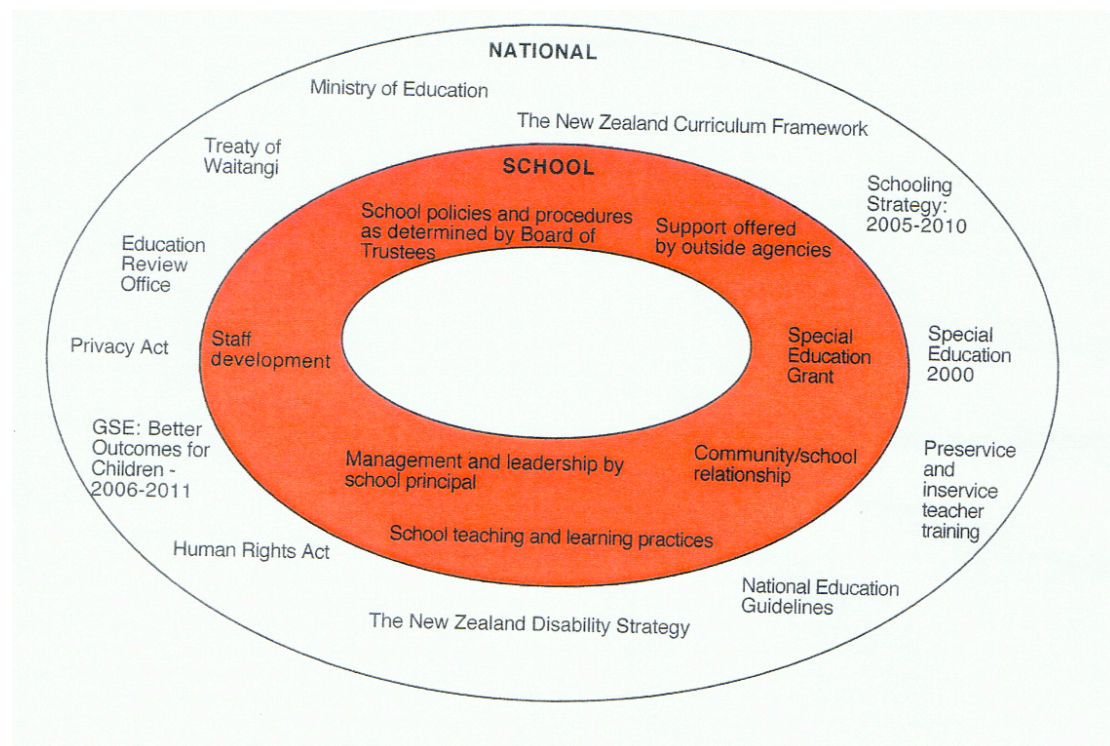 NATIONAL
Ministry of Education
The New Zealand Curriculum Framework
Treaty of
Waitangi
Schooling
Strategy:
2005-2010
Education
Review
Office
Privacy Act
Special
Education
2000
GSE: Better
Outcomes for
Children -
2006-2011
Preservice
and
inservice
teacher
training
Human Rights Act
National Education
Guidelines
The New Zealand Disability Strategy
SCHOOL
School policies and procedures
as determined by Board of
Trustees
Support offered
by outside agencies
Staff
development
Special
Education
Grant
Management and leadership by
school principal
Community/school
relationship
School teaching and learning practices